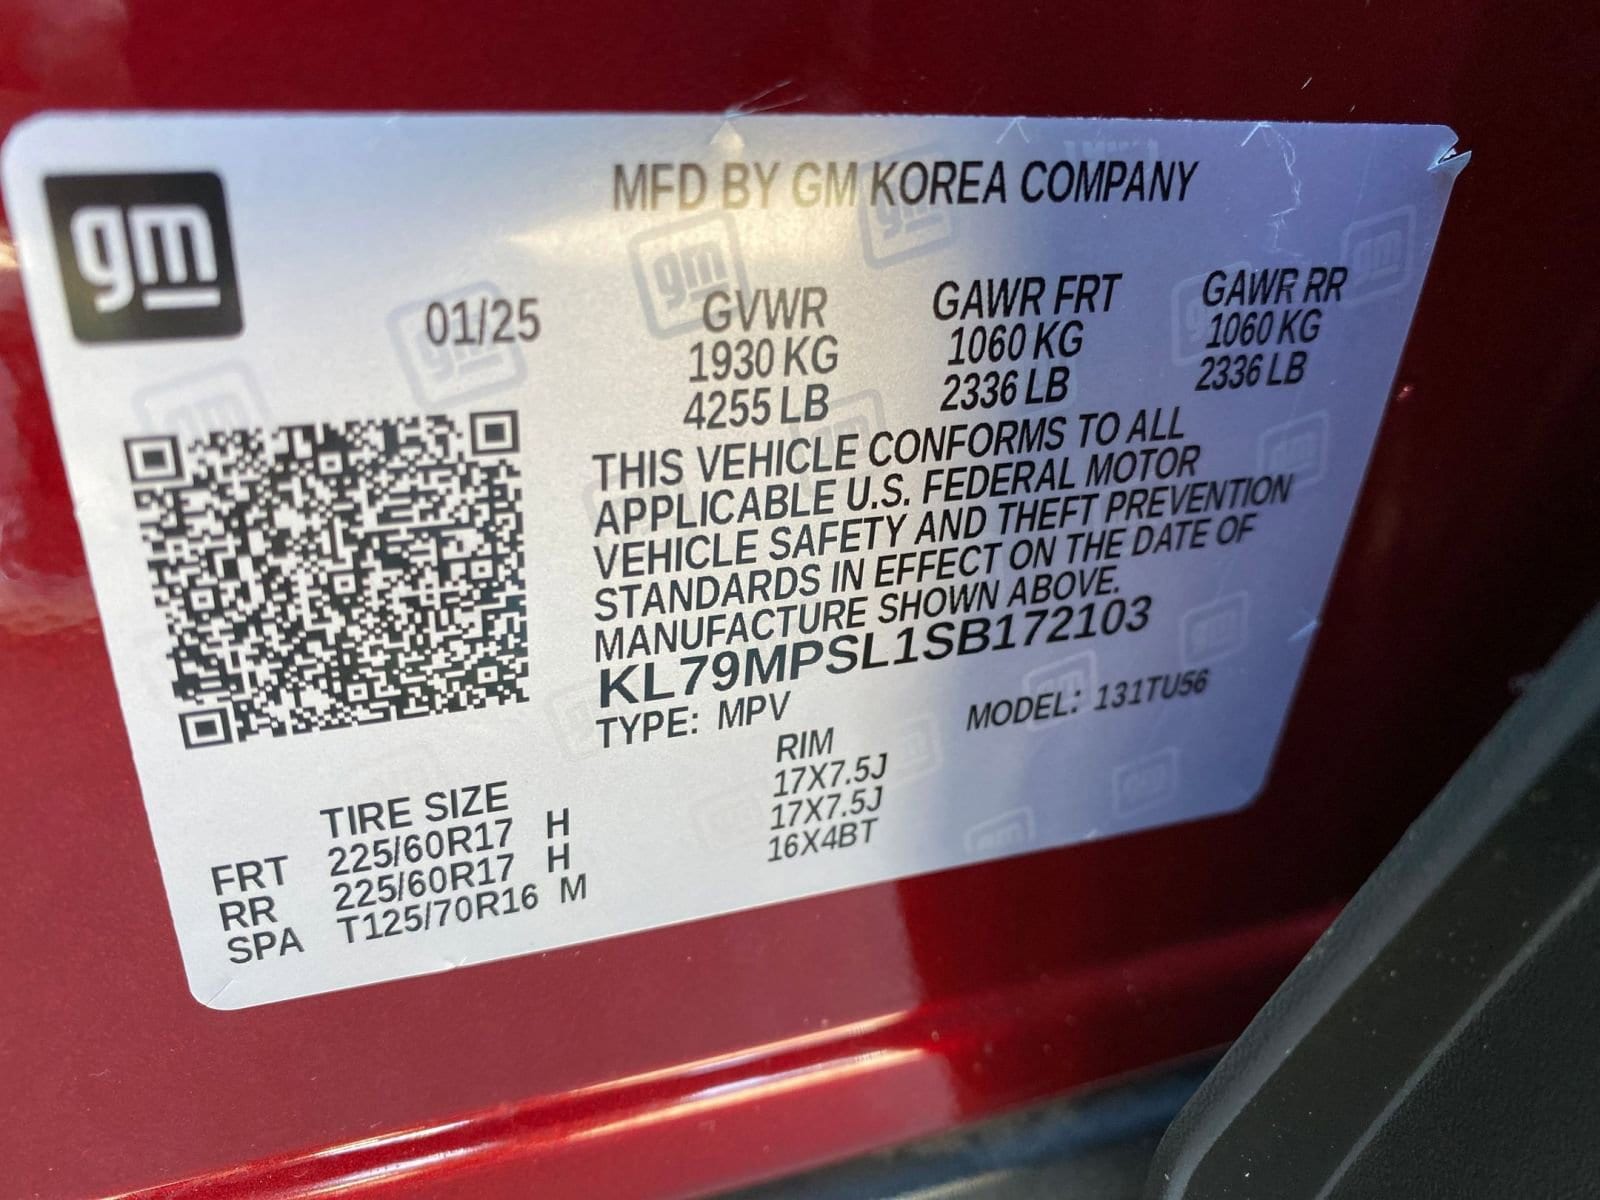 gm
MFD BY GM KOREA COMPANY
01/25
GVWR GAWR FRT GAWR RR
1930 KG 1060 KG 1060 KG
4255 LB 2336 LB 2336 LB
THIS VEHICLE CONFORMS TO ALL
APPLICABLE U.S. FEDERAL MOTOR
VEHICLE SAFETY AND THEFT PREVENTION
STANDARDS IN EFFECT ON THE DATE OF
MANUFACTURE SHOWN ABOVE.
KL79MPSL1SB172103
TYPE: MPV MODEL: 131TU56
TIRE SIZE RIM
FRT 225/60R17 H 17X7.5J
RR 225/60R17 H 17X7.5J
SPA T125/70R16 M 16X4BT